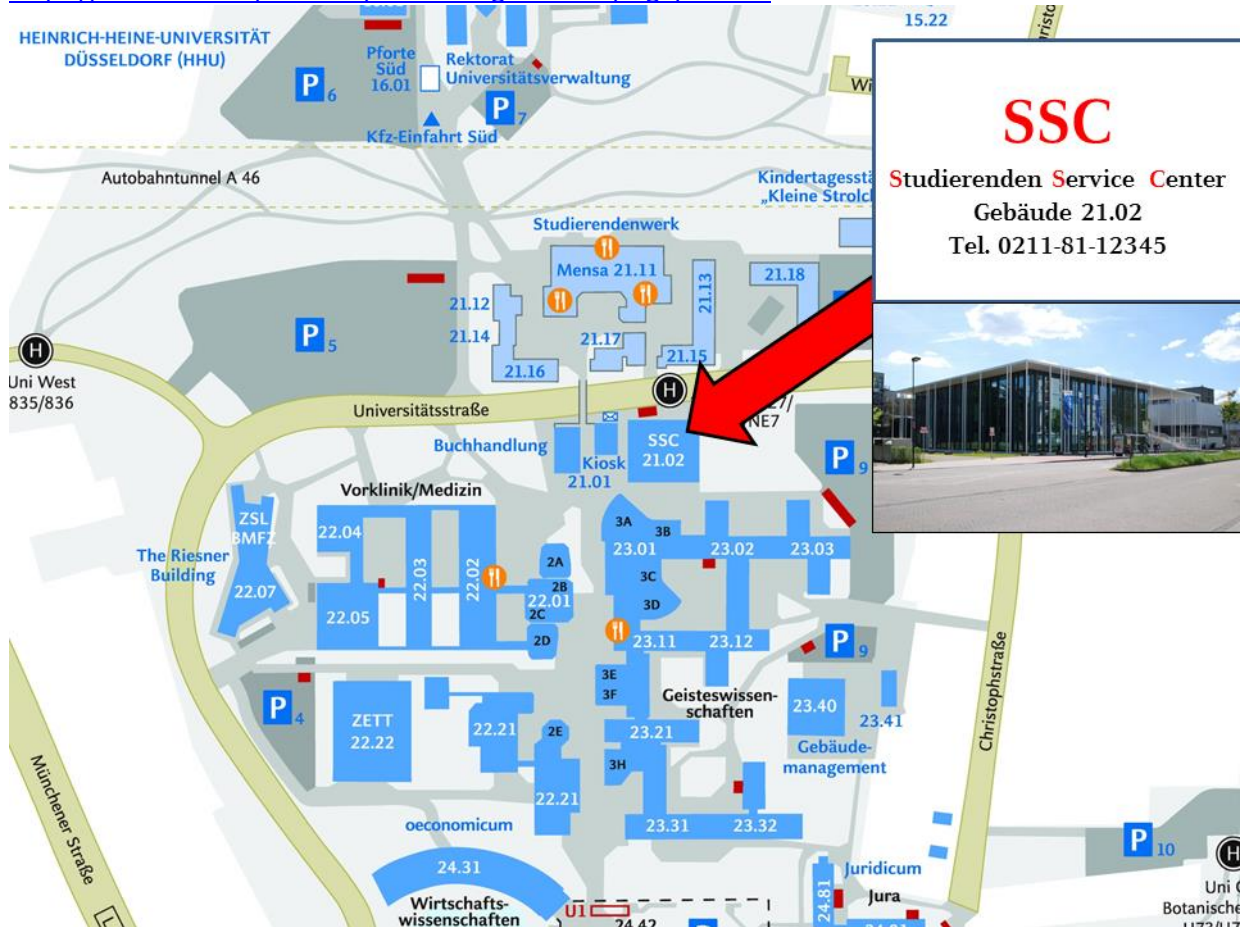 15.22
HEINRICH-HEINE-UNIVERSITÄT
DÜSSELDORF (HHU)
P 6
Pforte
Süd
16.01
Rektorat
Universitätsverwaltung
P 7
Kfz-Einfahrt Süd
SSC
Studierenden Service Center
Gebäude 21.02
Tel. 0211-81-12345
Autobahntunnel A 46
Kindertagesstä
„Kleine Strolch
Studierendenwerk
Mensa 21.11
21.12
21.14
21.16
21.17
21.13
21.15
21.18
P 5
H
Uni West
835/836
Universitätsstraße
H
NE7
Buchhandlung
Kiosk
21.01
SSC
21.02
P 9
Vorklinik/Medizin
ZSL
BMFZ
The Riesner
Building
22.07
22.04
22.03
22.02
22.05
2A
2B
22.01
2C
2D
3A
3B
23.01
23.02
23.03
3C
3D
23.11
23.12
P 9
3E
3F
Geisteswissen-
schaften
23.40
23.41
Gebäude-
management
Christophstraße
P 4
ZETT
22.22
22.21
2E
23.21
3H
22.21
23.31
23.32
Münchener Straße
oeconomicum
24.31
Wirtschafts-
wissenschaften
U1
24.42
Juridicum
24.81
Jura
P 10
H
Botanische